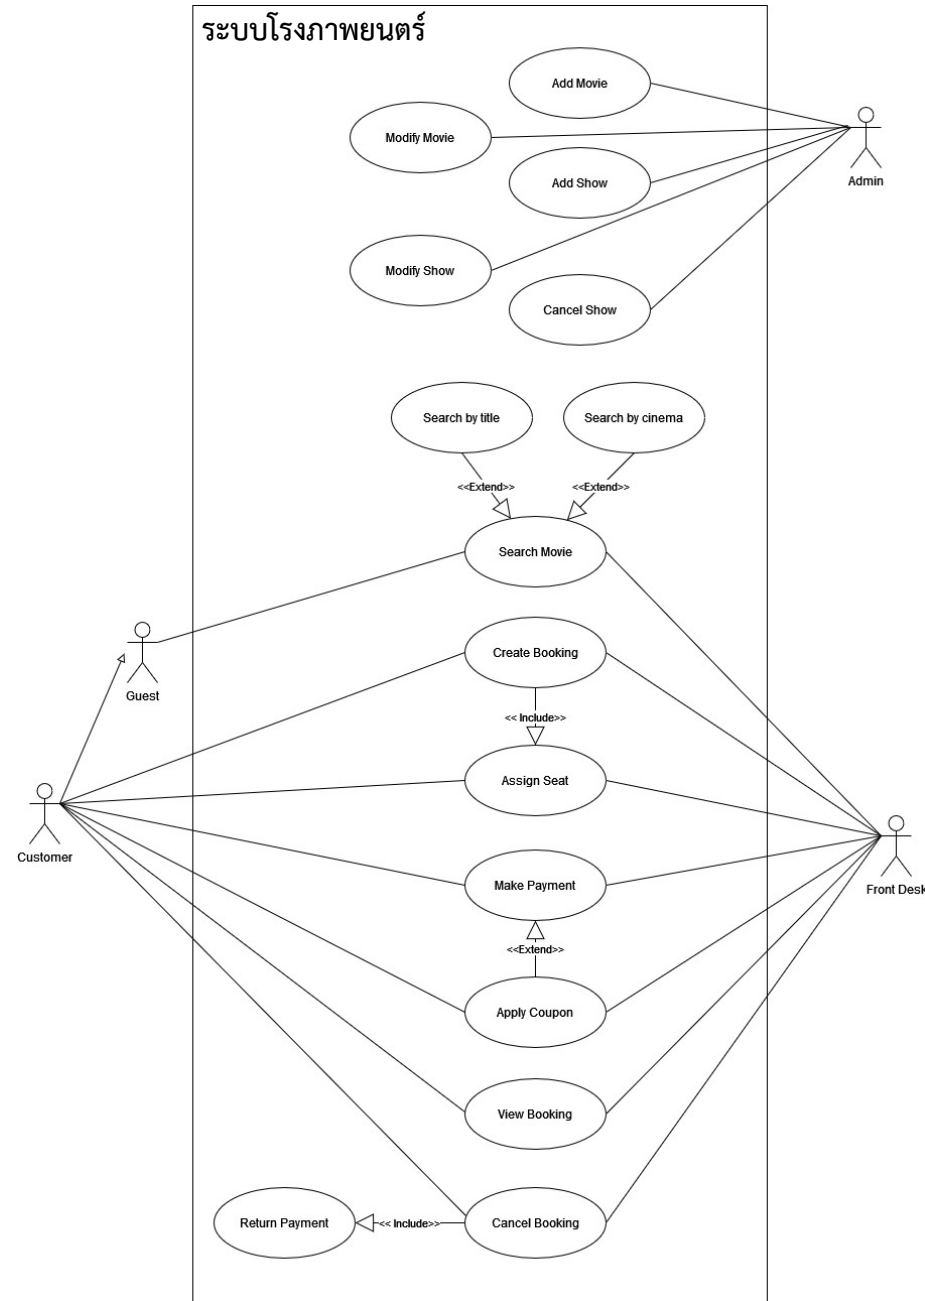 ระบบโรงภาพยนตร์
Add Movie
Modify Movie
Admin
Add Show
Modify Show
Cancel Show
Search by title
Search by cinema
<<Extend>>
<<Extend>>
Search Movie
Guest
Create Booking
<< Include>>
Customer
Assign Seat
Front Desk
Make Payment
<<Extend>>
Apply Coupon
View Booking
Return Payment
<< Include>>
Cancel Booking